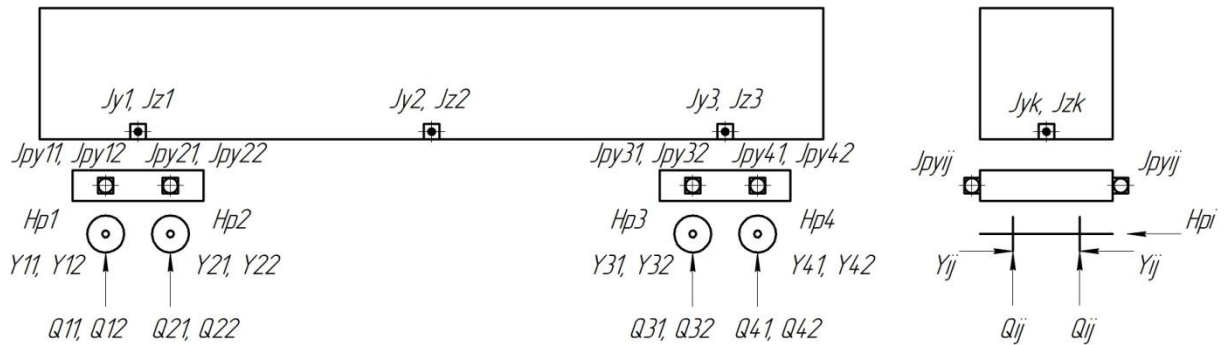 Jy1, Jz1
Jy2, Jz2
Jy3, Jz3
Jyk, Jzk
Jpy11, Jpy12
Jpy21, Jpy22
Jpy31, Jpy32
Jpy41, Jpy42
Jpyij
Jpyij
Hp1
Hp2
Hp3
Hp4
Hpi
Y11, Y12
Y21, Y22
Y31, Y32
Y41, Y42
Yij
Yij
Q11, Q12
Q21, Q22
Q31, Q32
Q41, Q42
Qij
Qij